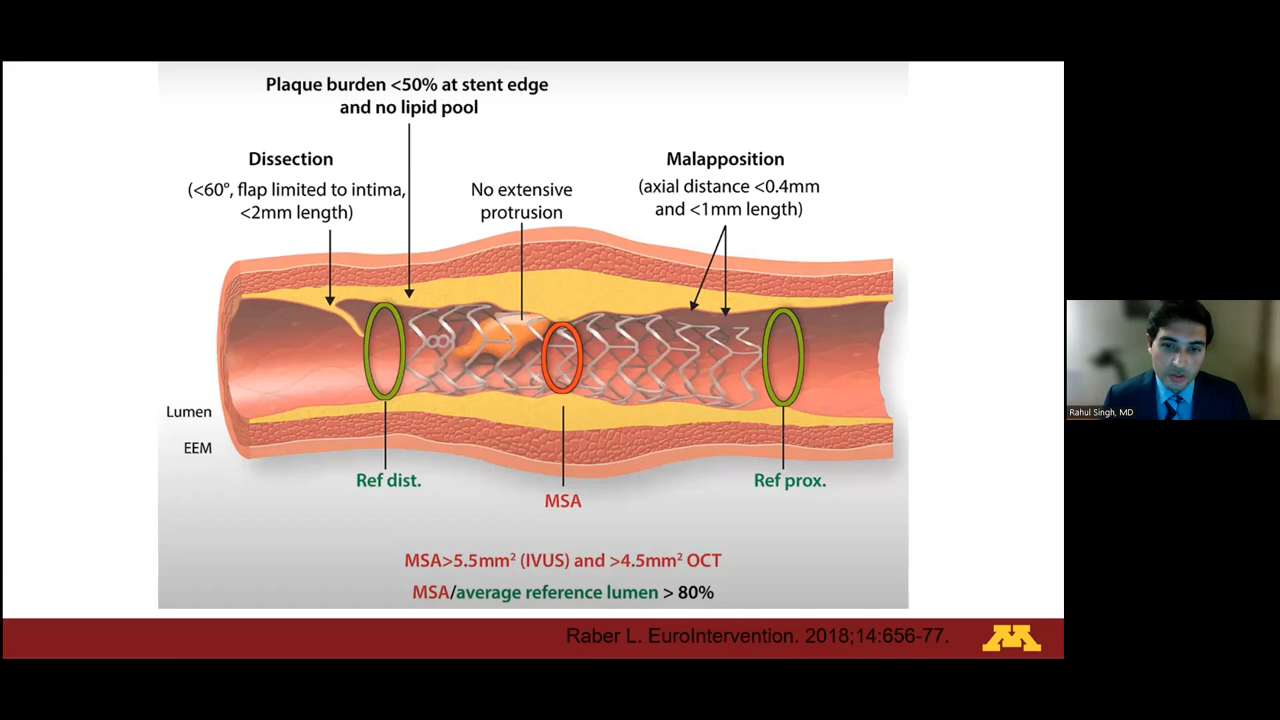 Plaque burden <50% at stent edge
and no lipid pool
Dissection
(<60°, flap limited to intima,
<2mm length)
No extensive
protrusion
Malapposition
(axial distance <0.4mm
and <1mm length)
Lumen
EEM
Ref dist.
MSA
Ref prox.
MSA>5.5mm² (IVUS) and >4.5mm² OCT
MSA/average reference lumen > 80%
Raber L. EuroIntervention. 2018;14:656-77.
M
Rahul Singh, MD